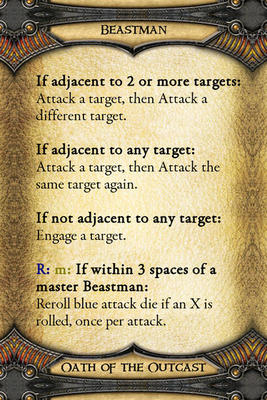 Beastman
If adjacent to 2 or more targets:
Attack a target, then Attack a
different target.
If adjacent to any target:
Attack a target, then Attack the
same target again.
If not adjacent to any target:
Engage a target.
R: m: If within 3 spaces of a
master Beastman:
Reroll blue attack die if an X is
rolled, once per attack.
Oath of the Outcast